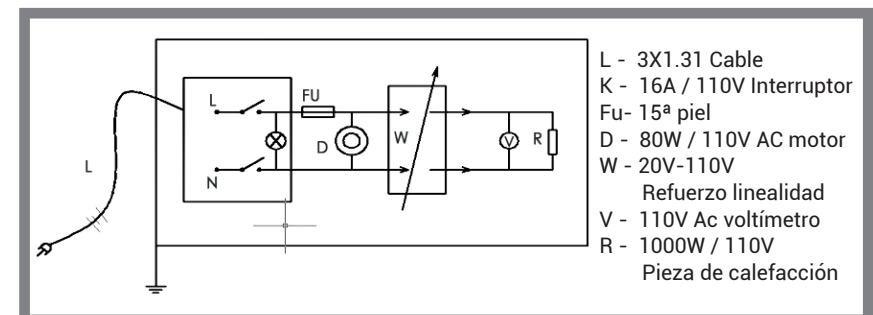 L
L
N
FU
D
W
V
R
L - 3X1.31 Cable
K - 16A / 110V Interruptor
Fu- 15ª piel
D - 80W / 110V AC motor
W - 20V-110V
Refuerzo linealidad
V - 110V Ac voltímetro
R - 1000W / 110V
Pieza de calefacción